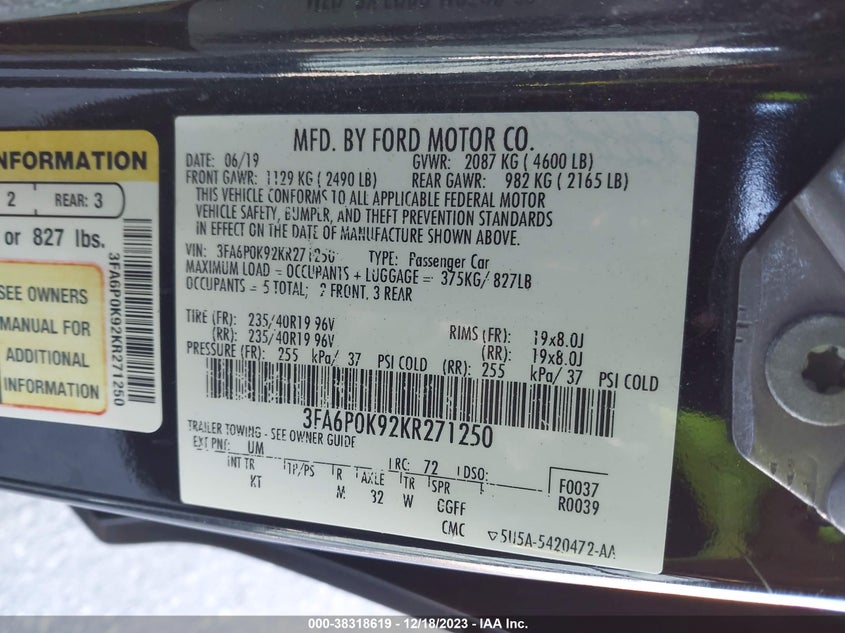 MFD. BY FORD MOTOR CO.
DATE: 06/19 GVWR: 2087 KG ( 4600 LB)
FRONT GAWR: 1129 KG ( 2490 LB) REAR GAWR: 982 KG ( 2165 LB)
THIS VEHICLE CONFORMS TO ALL APPLICABLE FEDERAL MOTOR
VEHICLE SAFETY, BUMPER, AND THEFT PREVENTION STANDARDS
IN EFFECT ON THE DATE OF MANUFACTURE SHOWN ABOVE.
VIN: 3FA6P0K92KR271250 TYPE: Passenger Car
MAXIMUM LOAD = OCCUPANTS + LUGGAGE = 375KG/ 827LB
OCCUPANTS = 5 TOTAL; 2 FRONT, 3 REAR
TIRE (FR): 235/40R19 96V RIMS (FR): 19x8.0J
(RR): 235/40R19 96V (RR): 19x8.0J
PRESSURE (FR): 255 kPa/ 37 PSI COLD (RR): 255 kPa/ 37 PSI COLD
3FA6P0K92KR271250
TRAILER TOWING - SEE OWNER GUIDE
EXT PNT: UM RC: 72 DSO: F0037
INT TR TP/PS R AXLE TR SPR R0039
KT M 32 W GGFF
CMC ▽5U5A-5420472-AA
INFORMATION
2 REAR: 3
or 827 lbs.
SEE OWNERS
MANUAL FOR
ADDITIONAL
INFORMATION
3FA6P0K92KR271250
000-38318619 - 12/18/2023 - IAA Inc.